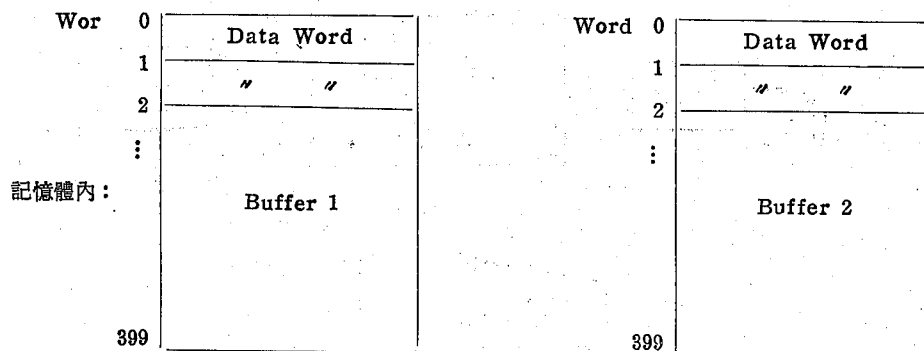 Wor 0 Data Word Word 0 Data Word
1 〃 〃 1 〃 〃
2 2
⋮ ⋮
記憶體內： Buffer 1 Buffer 2
399 399